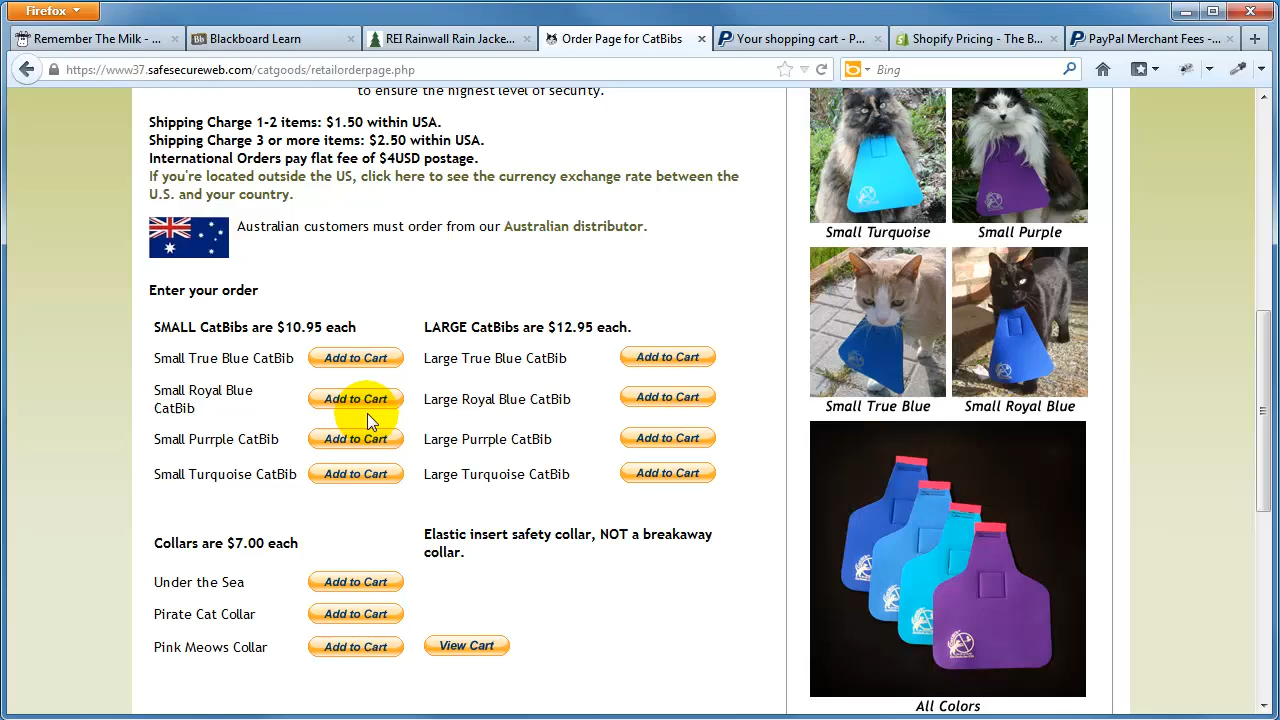 Firefox
Remember The Milk - ...
Blackboard Learn
REI Rainwall Rain Jacke...
Order Page for CatBibs
Your shopping cart - P...
Shopify Pricing - The B...
PayPal Merchant Fees -...
https://www37.safesecureweb.com/catgoods/retailorderpage.php
Bing
to ensure the highest level of security.
Shipping Charge 1-2 items: $1.50 within USA.
Shipping Charge 3 or more items: $2.50 within USA.
International Orders pay flat fee of $4USD postage.
If you're located outside the US, click here to see the currency exchange rate between the
U.S. and your country.
Australian customers must order from our Australian distributor.
Enter your order
SMALL CatBibs are $10.95 each
LARGE CatBibs are $12.95 each.
Small True Blue CatBib Add to Cart Large True Blue CatBib Add to Cart
Small Royal Blue
CatBib Add to Cart Large Royal Blue CatBib Add to Cart
Small Purrple CatBib Add to Cart Large Purrple CatBib Add to Cart
Small Turquoise CatBib Add to Cart Large Turquoise CatBib Add to Cart
Collars are $7.00 each
Elastic insert safety collar, NOT a breakaway
collar.
Under the Sea Add to Cart
Pirate Cat Collar Add to Cart
Pink Meows Collar Add to Cart View Cart
Small Turquoise
Small Purple
Small True Blue
Small Royal Blue
All Colors